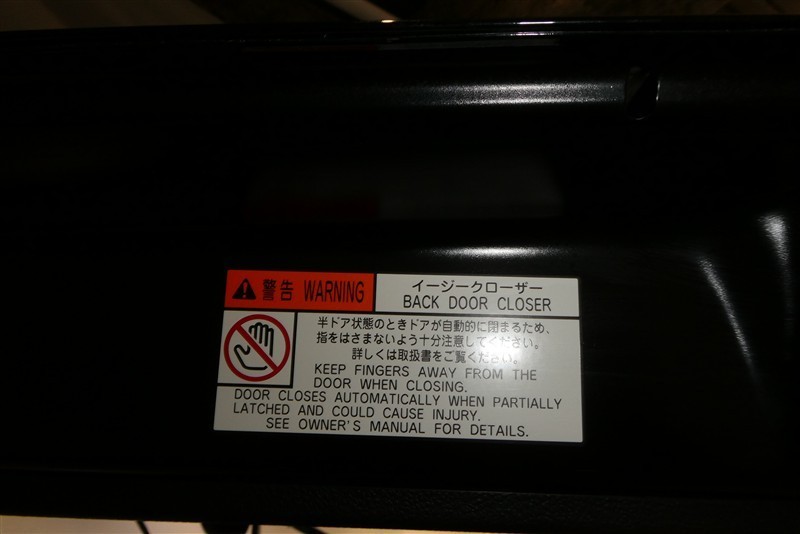 警告 WARNING
イージークローザー
BACK DOOR CLOSER
半ドア状態のときドアが自動的に閉まるため、
指をはさまないよう十分注意してください。
詳しくは取扱書をご覧ください。
KEEP FINGERS AWAY FROM THE
DOOR WHEN CLOSING.
DOOR CLOSES AUTOMATICALLY WHEN PARTIALLY
LATCHED AND COULD CAUSE INJURY.
SEE OWNER'S MANUAL FOR DETAILS.